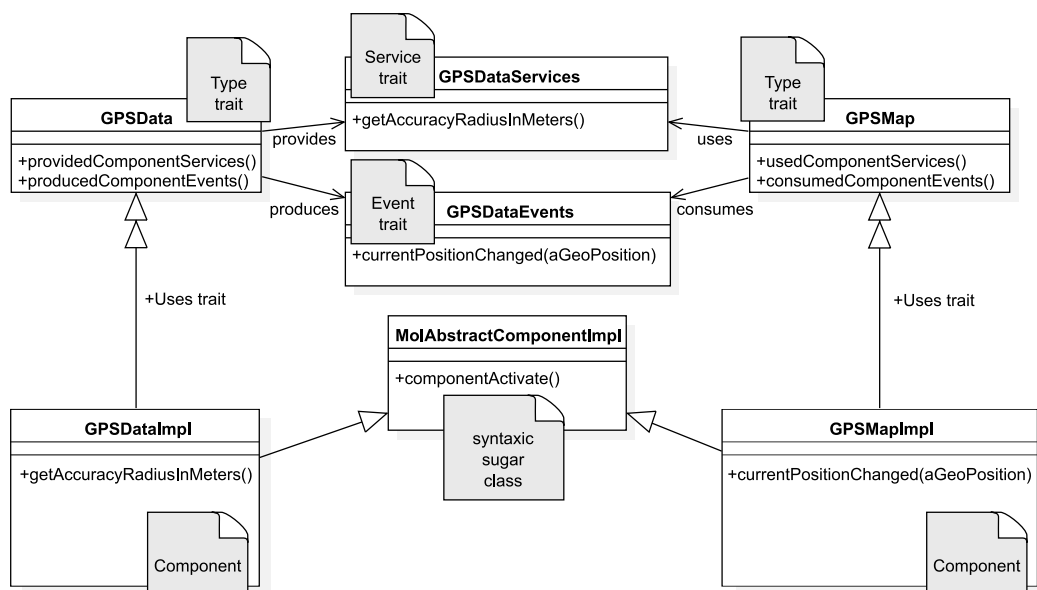 Type
trait
GPSData
+providedComponentServices()
+producedComponentEvents()
Service
trait
GPSDataServices
+getAccuracyRadiusInMeters()
Type
trait
GPSMap
+usedComponentServices()
+consumedComponentEvents()
provides
uses
produces
consumes
Event
trait
GPSDataEvents
+currentPositionChanged(aGeoPosition)
+Uses trait
+Uses trait
MolAbstractComponentImpl
+componentActivate()
syntaxic
sugar
class
GPSDataImpl
+getAccuracyRadiusInMeters()
Component
GPSMapImpl
+currentPositionChanged(aGeoPosition)
Component